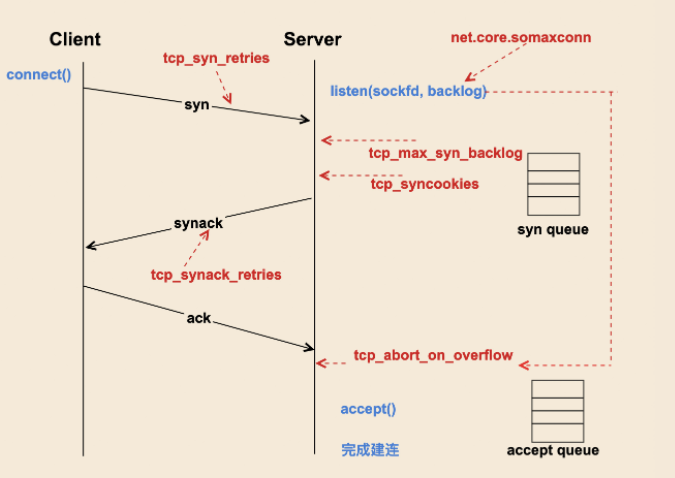 Client
Server
net.core.somaxconn
tcp_syn_retries
connect()
listen(sockfd, backlog)
syn
tcp_max_syn_backlog
tcp_syncookies
synack
syn queue
tcp_synack_retries
ack
tcp_abort_on_overflow
accept()
完成建连
accept queue